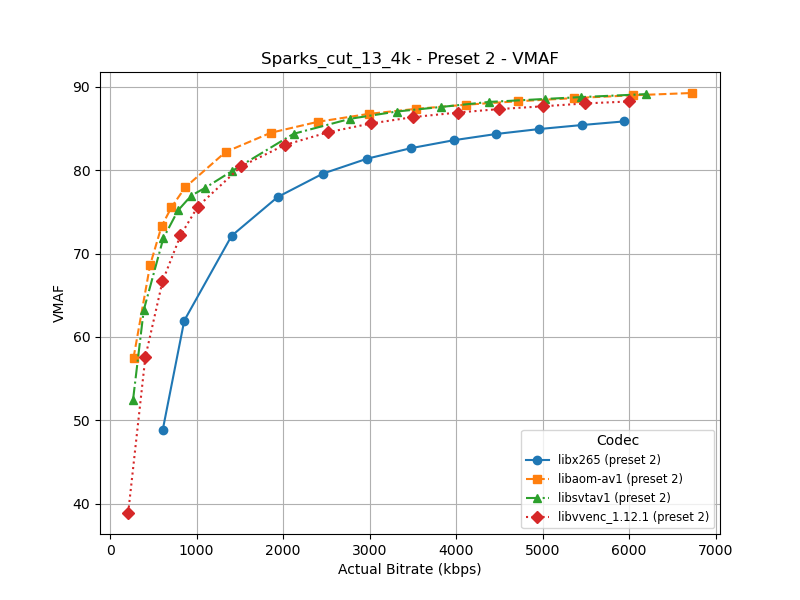 Sparks_cut_13_4k - Preset 2 - VMAF
VMAF
90
80
70
60
50
40
0
1000
2000
3000
4000
5000
6000
7000
Actual Bitrate (kbps)
Codec
libx265 (preset 2)
libaom-av1 (preset 2)
libsvtav1 (preset 2)
libvvenc_1.12.1 (preset 2)